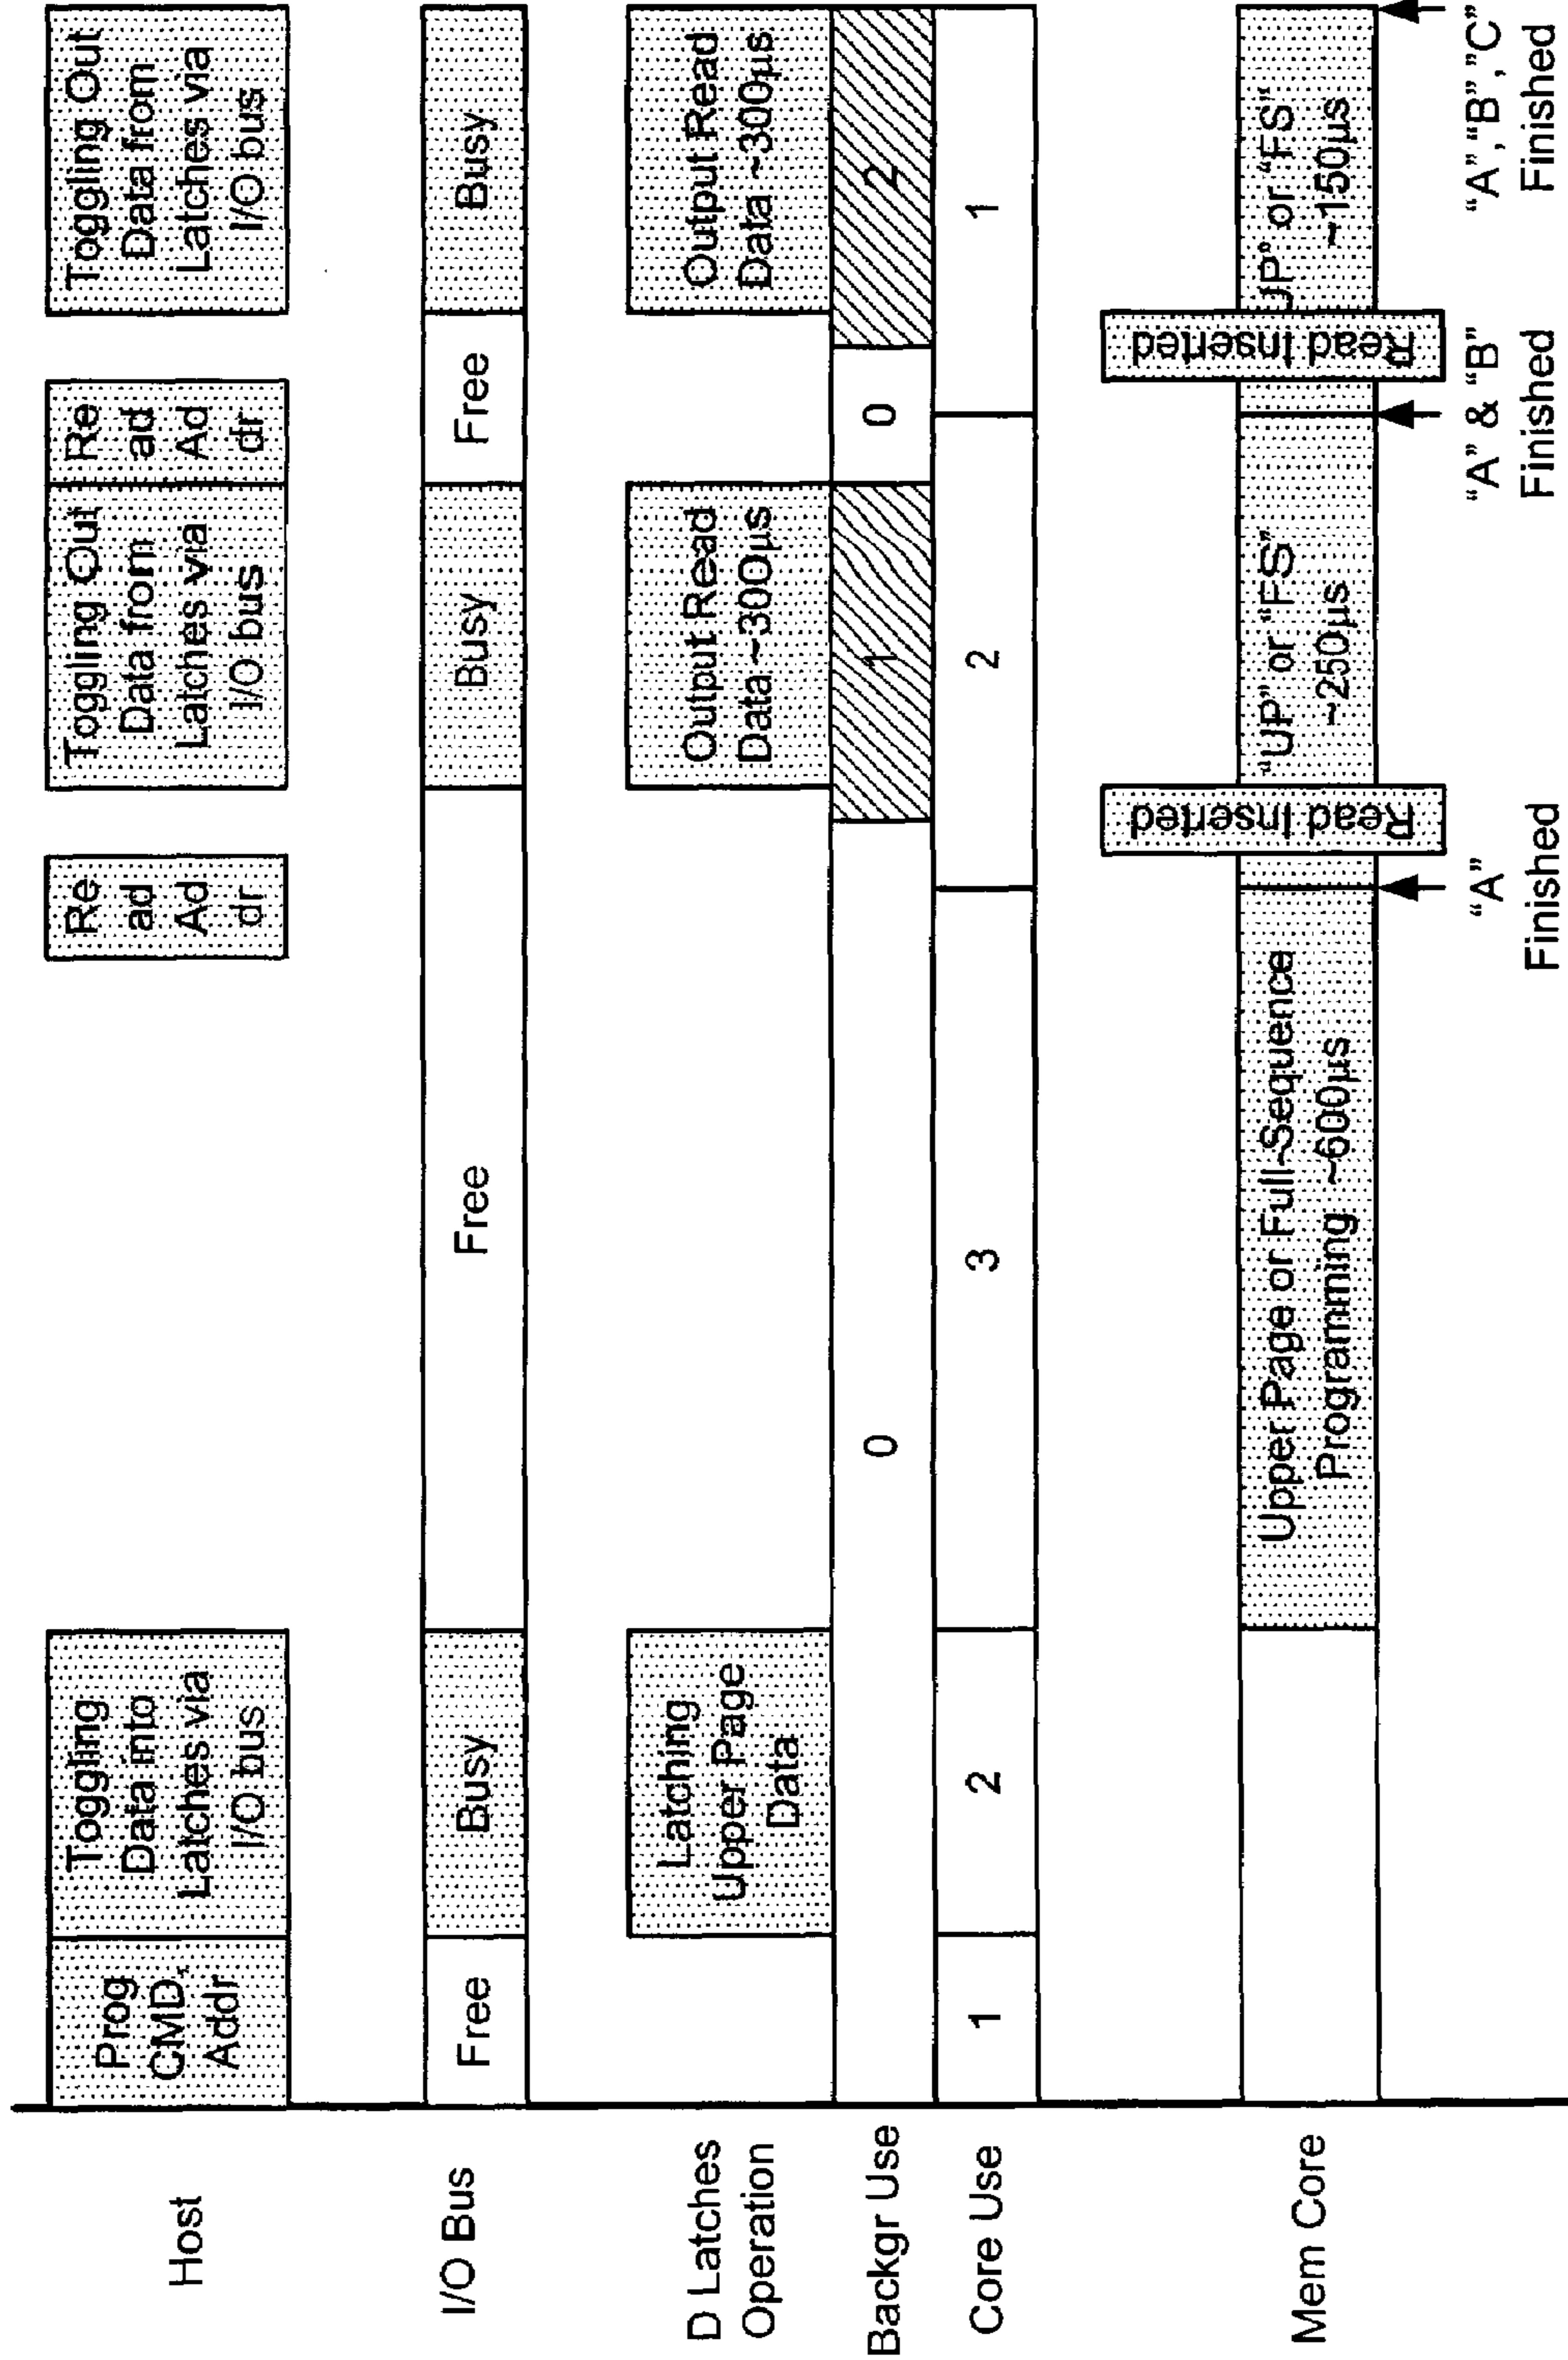 Host
Prog
CMD,
Addr
Toggling
Data into
Latches via
I/O bus
Re
ad
Ad
dr
Toggling Out
Data from
Latches via
I/O bus
Re
ad
Ad
dr
Toggling Out
Data from
Latches via
I/O bus
I/O Bus
Free
Busy
Free
Busy
Free
Busy
D Latches
Operation
Latching
Upper Page
Data
Output Read
Data ~300µs
Output Read
Data ~300µs
Backgr Use
0
1
0
2
Core Use
1
2
3
2
1
Mem Core
Upper Page or Full-Sequence
Programming ~600µs
Read Inserted
“UP” or “FS”
~250µs
Read Inserted
UP” or “FS”
~150µs
“A”
Finished
“A” & “B”
Finished
“A”,“B”,“C”
Finished